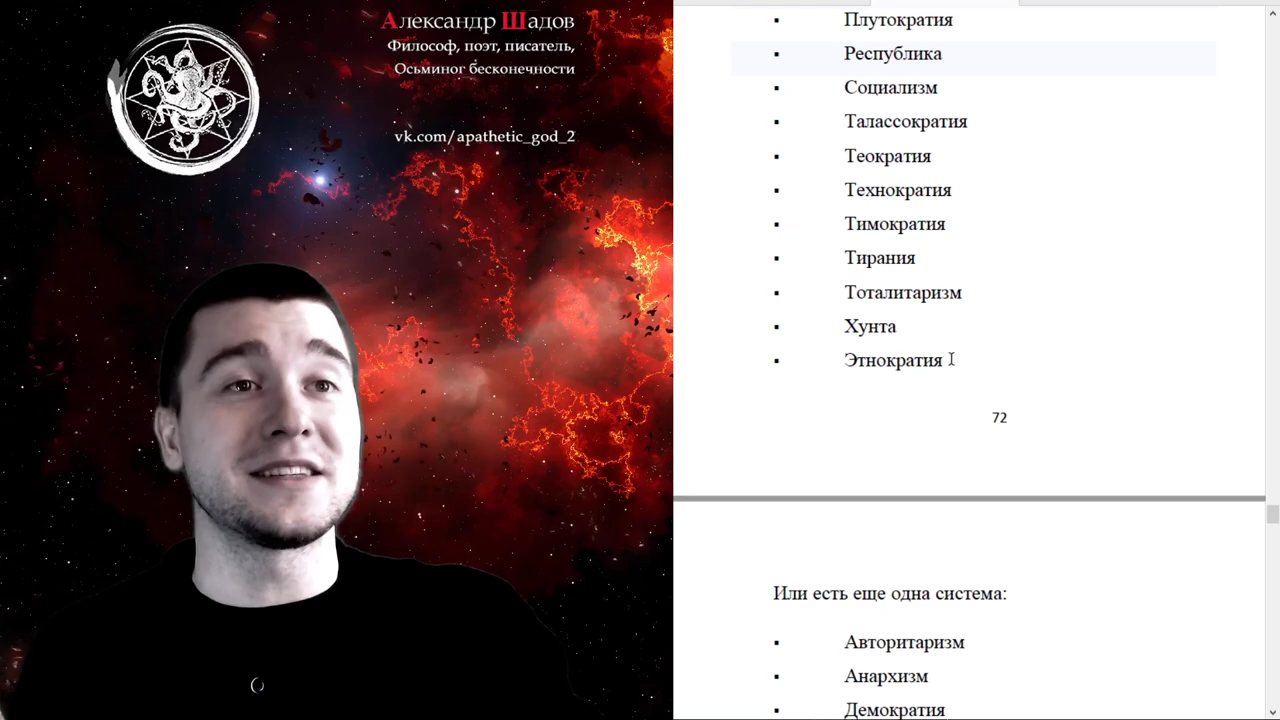 Александр Шадов
Философ, поэт, писатель,
Осьминог бесконечности
vk.com/apathetic_god_2
▪ Плутократия
▪ Республика
▪ Социализм
▪ Талассократия
▪ Теократия
▪ Технократия
▪ Тимократия
▪ Тирания
▪ Тоталитаризм
▪ Хунта
▪ Этнократия
72
Или есть еще одна система:
▪ Авторитаризм
▪ Анархизм
▪ Демократия